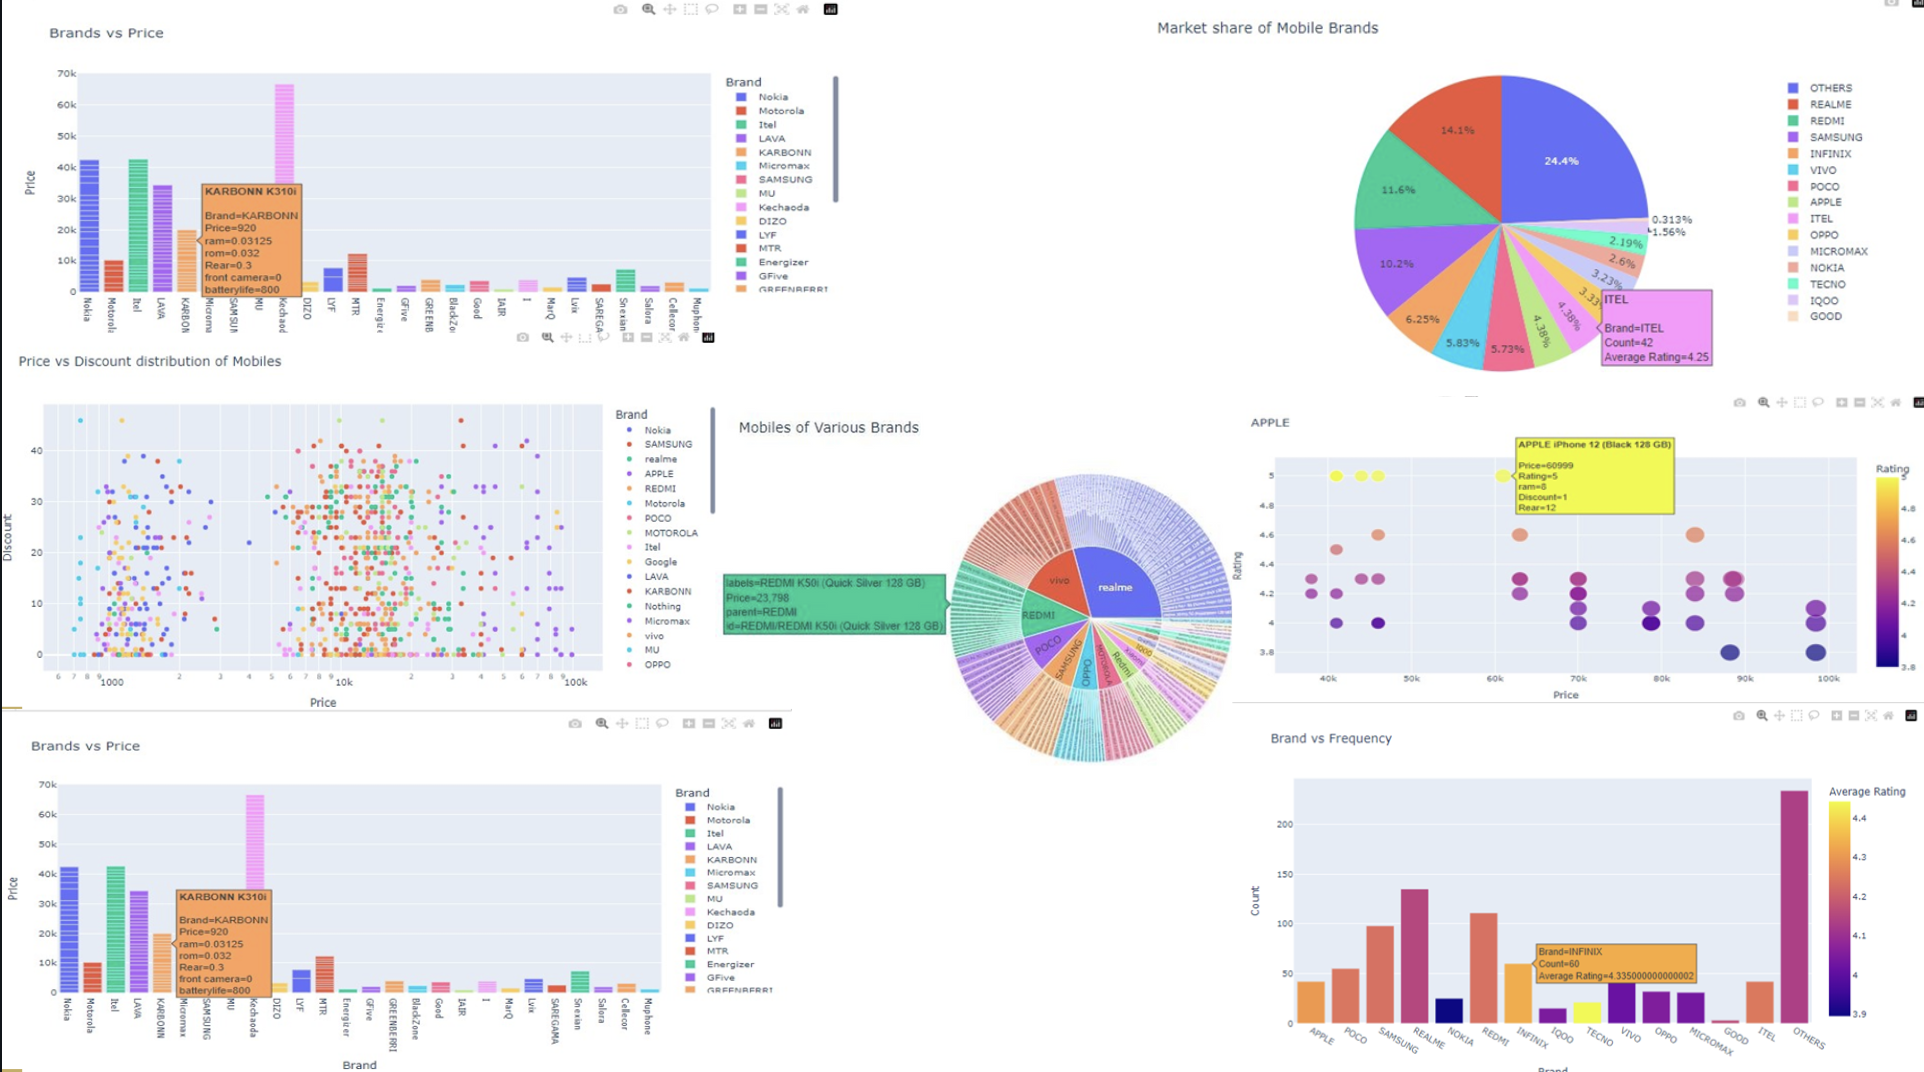 Brands vs Price
70k
60k
50k
40k
30k
20k
10k
0
Price
KARBONN K310i
Brand=KARBONN
Price=920
ram=0.03125
rom=0.032
Rear=0.3
front camera=0
batterylife=800
Nokia
Motorol
Itel
LAVA
KARBON
Microma
SAMSUN
MU
Kechaod
DIZO
LYF
MTR
Energize
GFive
GREENB
BlackZo
Good
IAIR
I
MarQ
Lvix
SAREGA
Snexian
Salora
Cellecor
Muphon
Brand
Nokia
Motorola
Itel
LAVA
KARBONN
Micromax
SAMSUNG
MU
Kechaoda
DIZO
LYF
MTR
Energizer
GFive
GREENBERRI
Market share of Mobile Brands
24.4%
14.1%
11.6%
10.2%
6.25%
5.83%
5.73%
4.38%
4.38%
3.33%
3.23%
2.6%
2.19%
1.56%
0.313%
ITEL
Brand=ITEL
Count=42
Average Rating=4.25
OTHERS
REALME
REDMI
SAMSUNG
INFINIX
VIVO
POCO
APPLE
ITEL
OPPO
MICROMAX
NOKIA
TECNO
IQOO
GOOD
Price vs Discount distribution of Mobiles
40
30
20
10
0
Discount
6 7 8 9 1000 2 3 4 5 6 7 8 9 10k 2 3 4 5 6 7 8 9 100k
Price
Brand
Nokia
SAMSUNG
realme
APPLE
REDMI
Motorola
POCO
MOTOROLA
Itel
Google
LAVA
KARBONN
Nothing
Micromax
vivo
MU
OPPO
Mobiles of Various Brands
labels=REDMI K50i (Quick Silver 128 GB)
Price=23,798
parent=REDMI
id=REDMI/REDMI K50i (Quick Silver 128 GB)
realme
vivo
REDMI
POCO
SAMSUNG
OPPO
MOTOROLA
Redmi
APPLE
5
4.8
4.6
4.4
4.2
4
3.8
Rating
APPLE iPhone 12 (Black 128 GB)
Price=60999
Rating=5
ram=8
Discount=1
Rear=12
40k 50k 60k 70k 80k 90k 100k
Price
Rating
5
4.8
4.6
4.4
4.2
4
3.8
Brands vs Price
70k
60k
50k
40k
30k
20k
10k
0
Price
KARBONN K310i
Brand=KARBONN
Price=920
ram=0.03125
rom=0.032
Rear=0.3
front camera=0
batterylife=800
Nokia
Motorola
Itel
LAVA
KARBONN
Micromax
SAMSUNG
MU
Kechaoda
DIZO
LYF
MTR
Energizer
GFive
GREENBERRI
BlackZone
Good
IAIR
I
MarQ
Lvix
SAREGAMA
Snexian
Salora
Cellecor
Muphone
Brand
Brand
Nokia
Motorola
Itel
LAVA
KARBONN
Micromax
SAMSUNG
MU
Kechaoda
DIZO
LYF
MTR
Energizer
GFive
GREENBERRI
Brand vs Frequency
200
150
100
50
0
Count
Brand=INFINIX
Count=60
Average Rating=4.335000000000002
APPLE
POCO
SAMSUNG
REALME
NOKIA
REDMI
INFINIX
IQOO
TECNO
VIVO
OPPO
MICROMAX
GOOD
ITEL
OTHERS
Brand
Average Rating
4.4
4.3
4.2
4.1
4
3.9